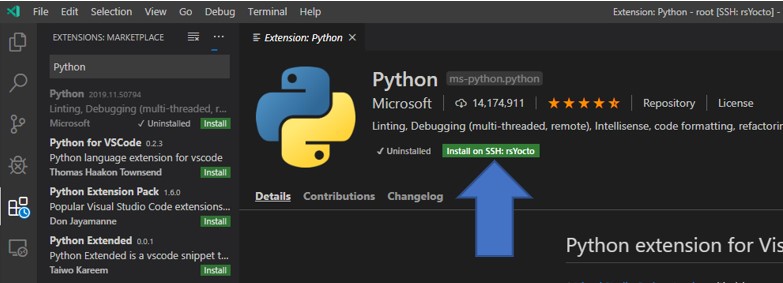 File Edit Selection View Go Debug Terminal Help Extension: Python - root [SSH: rsYocto] -
EXTENSIONS: MARKETPLACE
Python
Python 2019.11.50794
Linting, Debugging (multi-threaded, r...
Microsoft ✓ Uninstalled Install
Python for VSCode 0.2.3
Python language extension for vscode
Thomas Haakon Townsend Install
Python Extension Pack 1.6.0
Popular Visual Studio Code extensions...
Don Jayamanne Install
Python Extended 0.0.1
Python Extended is a vscode snippet t...
Taiwo Kareem Install
Extension: Python
Python ms-python.python
Microsoft 14,174,911 Repository License
Linting, Debugging (multi-threaded, remote), Intellisense, code formatting, refactorin
✓ Uninstalled Install on SSH: rsYocto
Details Contributions Changelog
Python extension for Vis